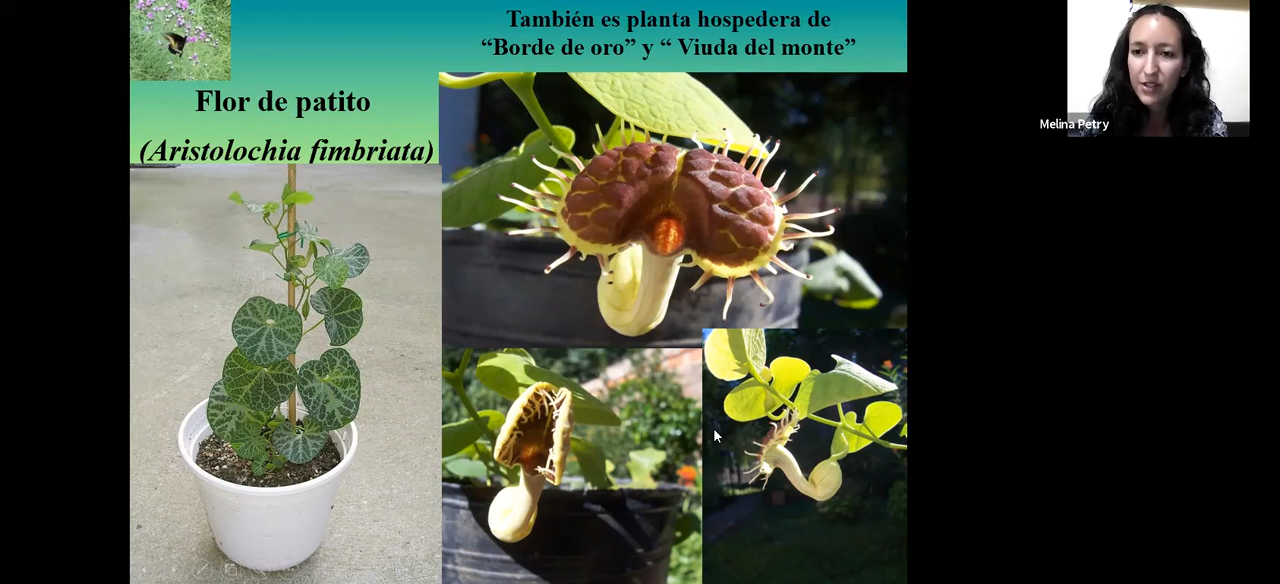 También es planta hospedera de
“Borde de oro” y “ Viuda del monte”
Flor de patito
(Aristolochia fimbriata)
Melina Petry